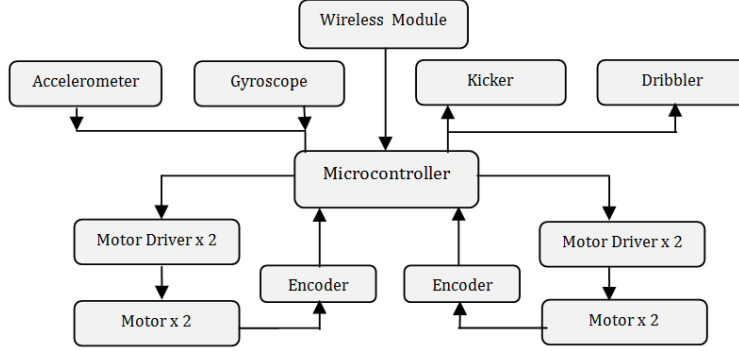 Wireless Module
Accelerometer
Gyroscope
Kicker
Dribbler
Microcontroller
Motor Driver x 2
Motor Driver x 2
Encoder
Encoder
Motor x 2
Motor x 2